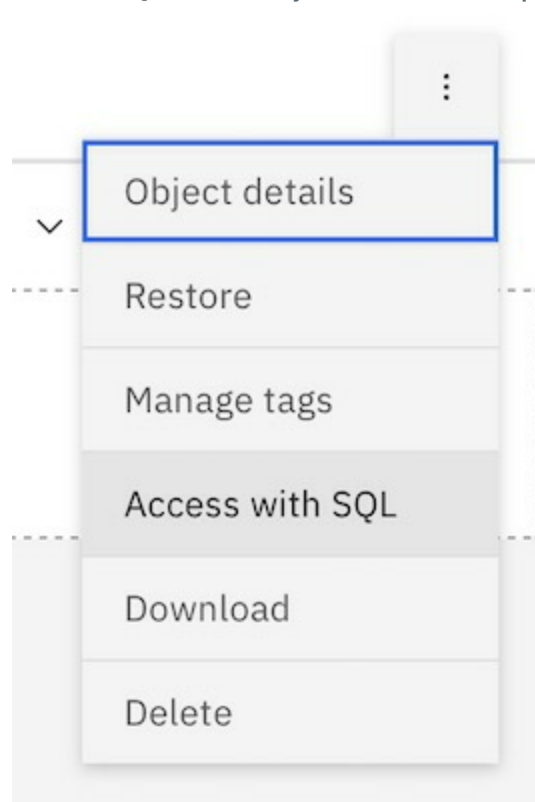 Object details
Restore
Manage tags
Access with SQL
Download
Delete